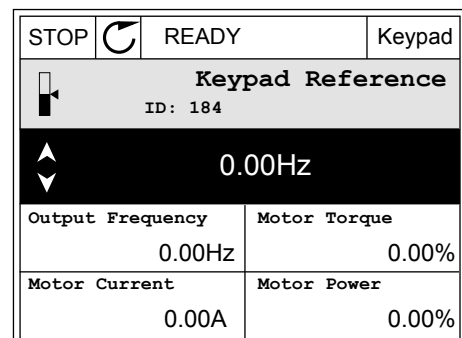 STOP READY Keypad
Keypad Reference
ID: 184
0.00Hz
Output Frequency Motor Torque
0.00Hz 0.00%
Motor Current Motor Power
0.00A 0.00%